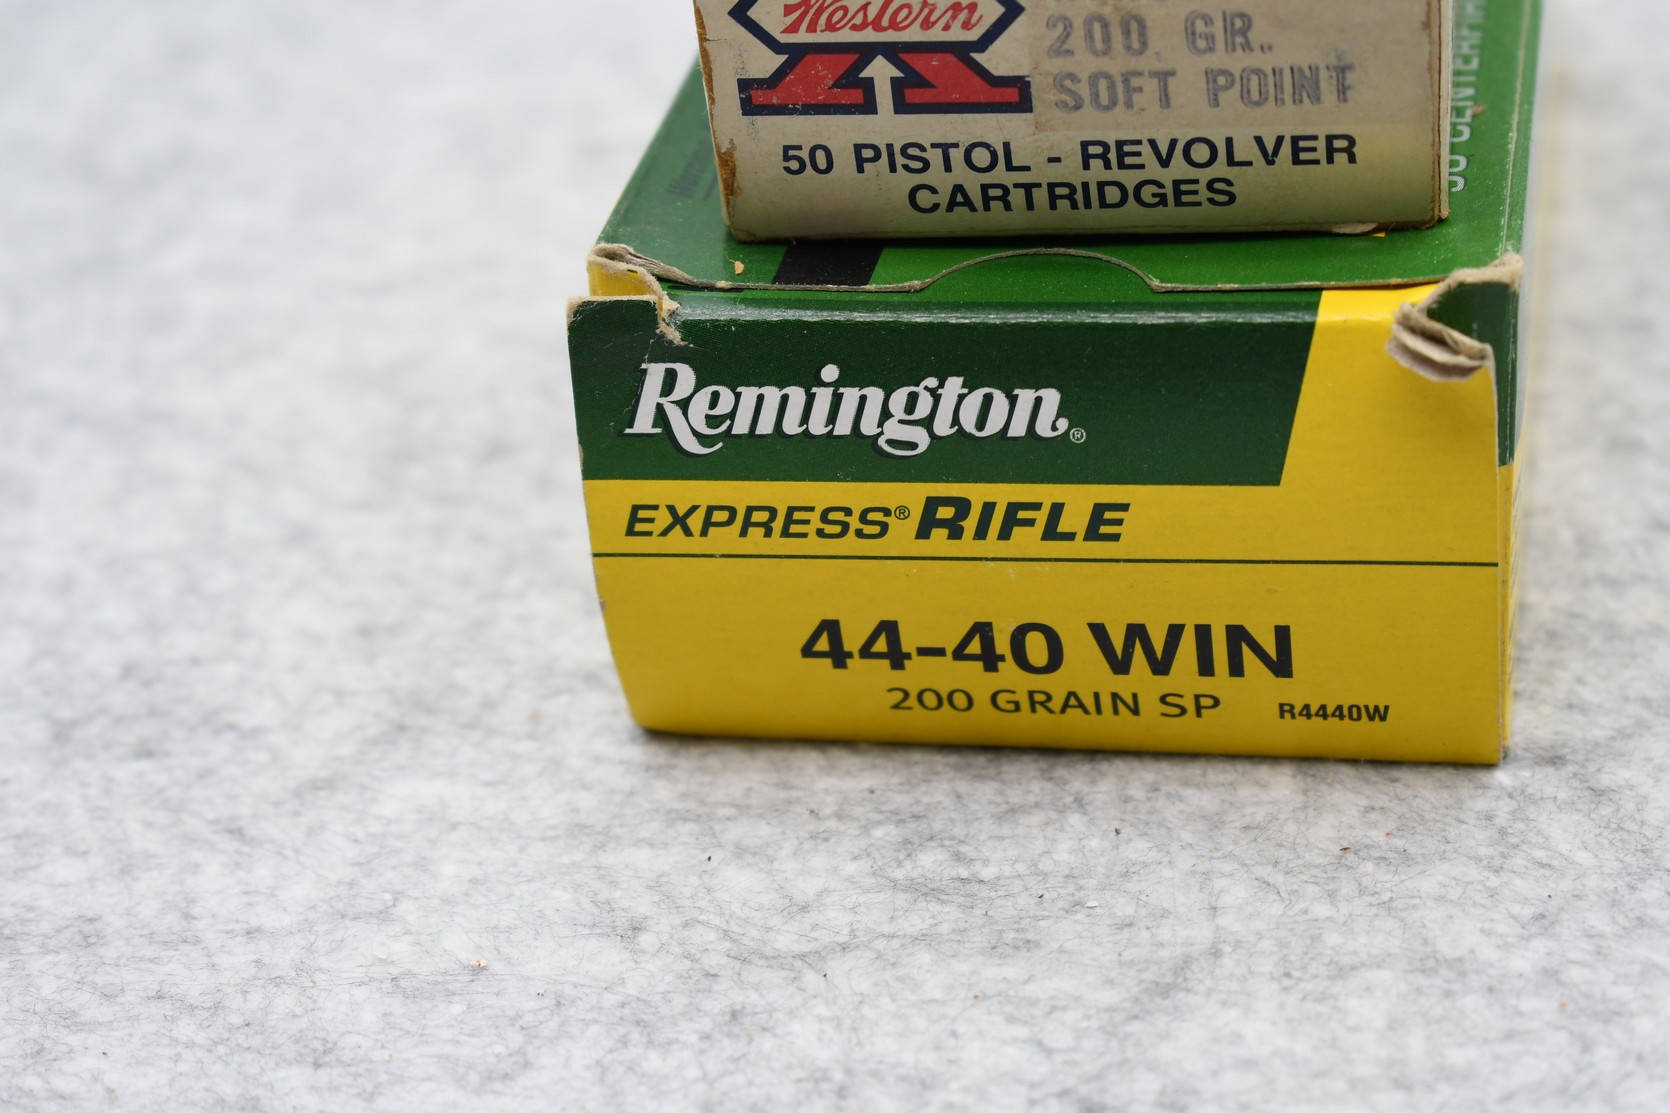 Western
200 GR.
SOFT POINT
50 PISTOL - REVOLVER
CARTRIDGES
Remington®
EXPRESS® RIFLE
44-40 WIN
200 GRAIN SP
R4440W